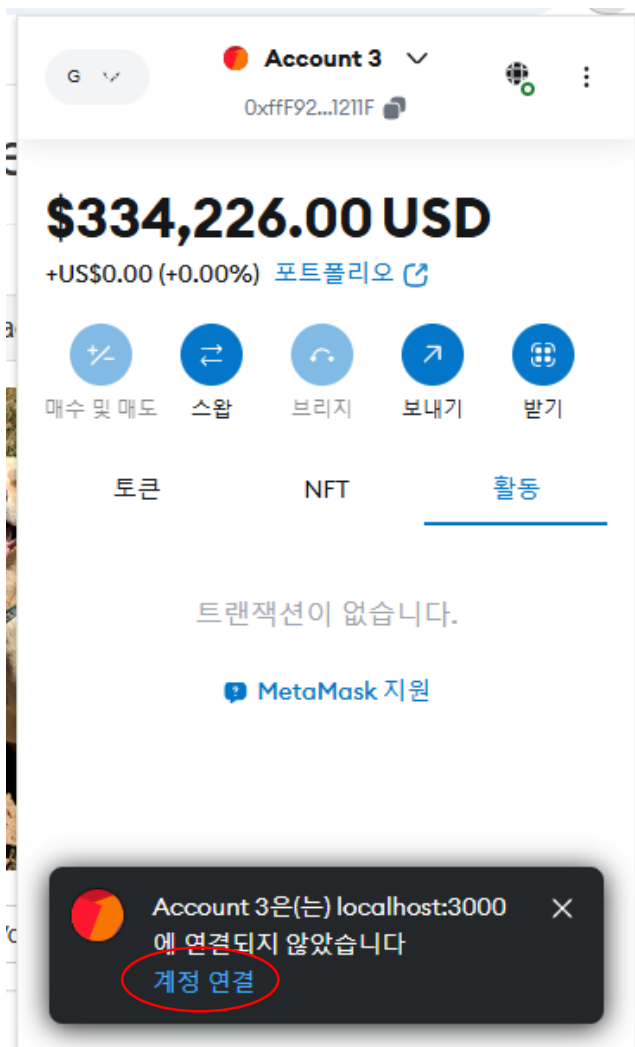 G
Account 3
0xffF92...1211F
$334,226.00 USD
+US$0.00 (+0.00%) 포트폴리오
매수 및 매도 스왑 브리지 보내기 받기
토큰 NFT 활동
트랜잭션이 없습니다.
MetaMask 지원
Account 3은(는) localhost:3000
에 연결되지 않았습니다
계정 연결